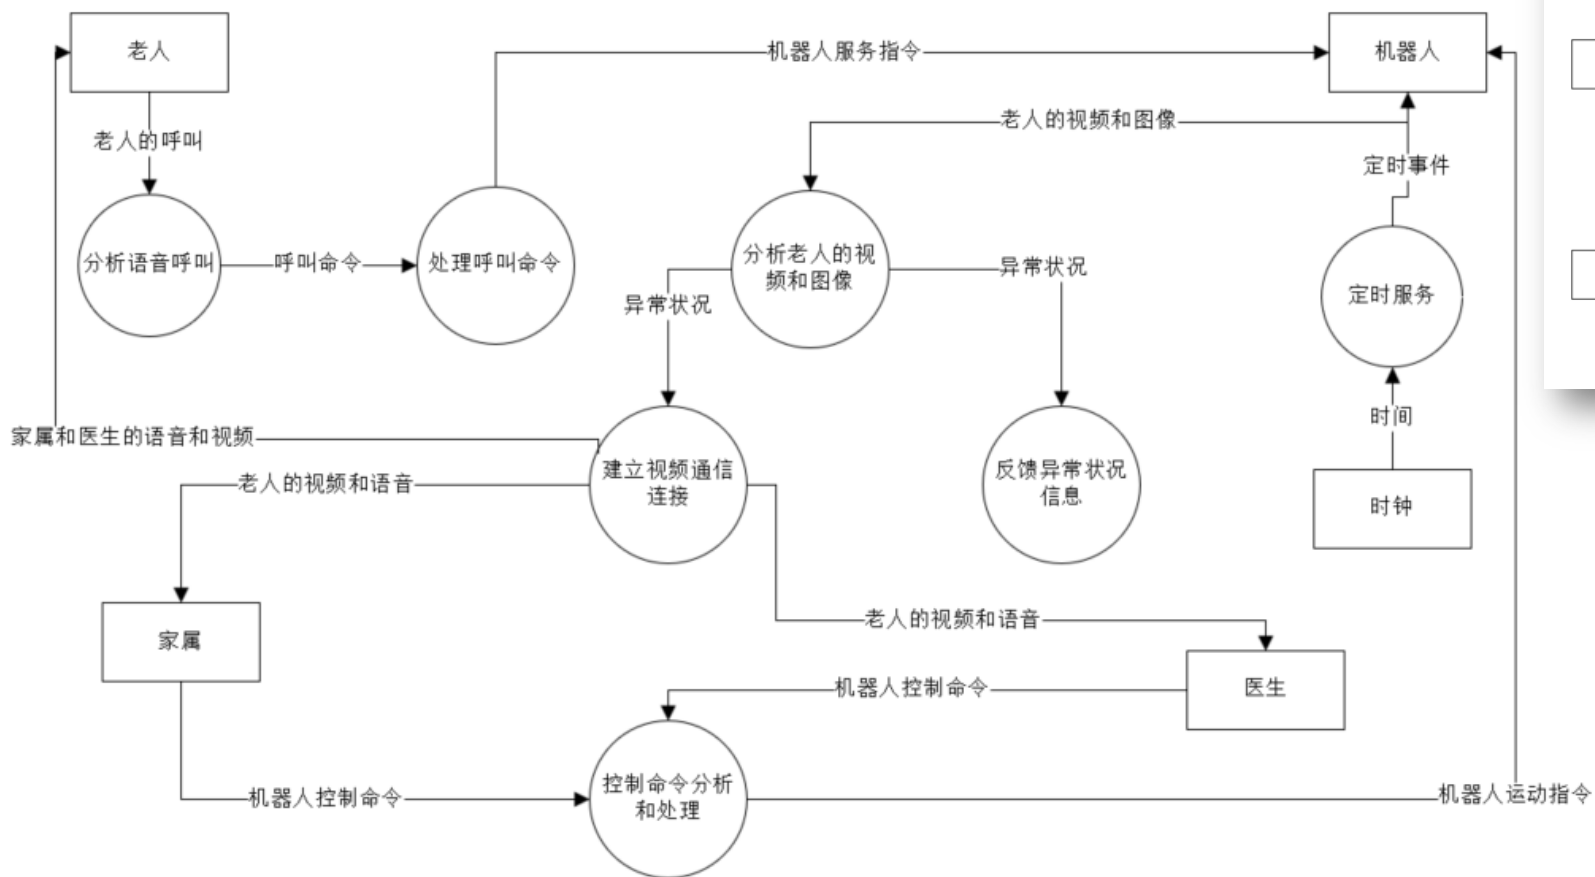 老人
机器人服务指令
机器人
老人的呼叫
老人的视频和图像
定时事件
分析语音呼叫
呼叫命令
处理呼叫命令
分析老人的视
频和图像
异常状况
异常状况
定时服务
时间
家属和医生的语音和视频
老人的视频和语音
建立视频通信
连接
反馈异常状况
信息
时钟
老人的视频和语音
家属
机器人控制命令
医生
机器人控制命令
控制命令分析
和处理
机器人运动指令